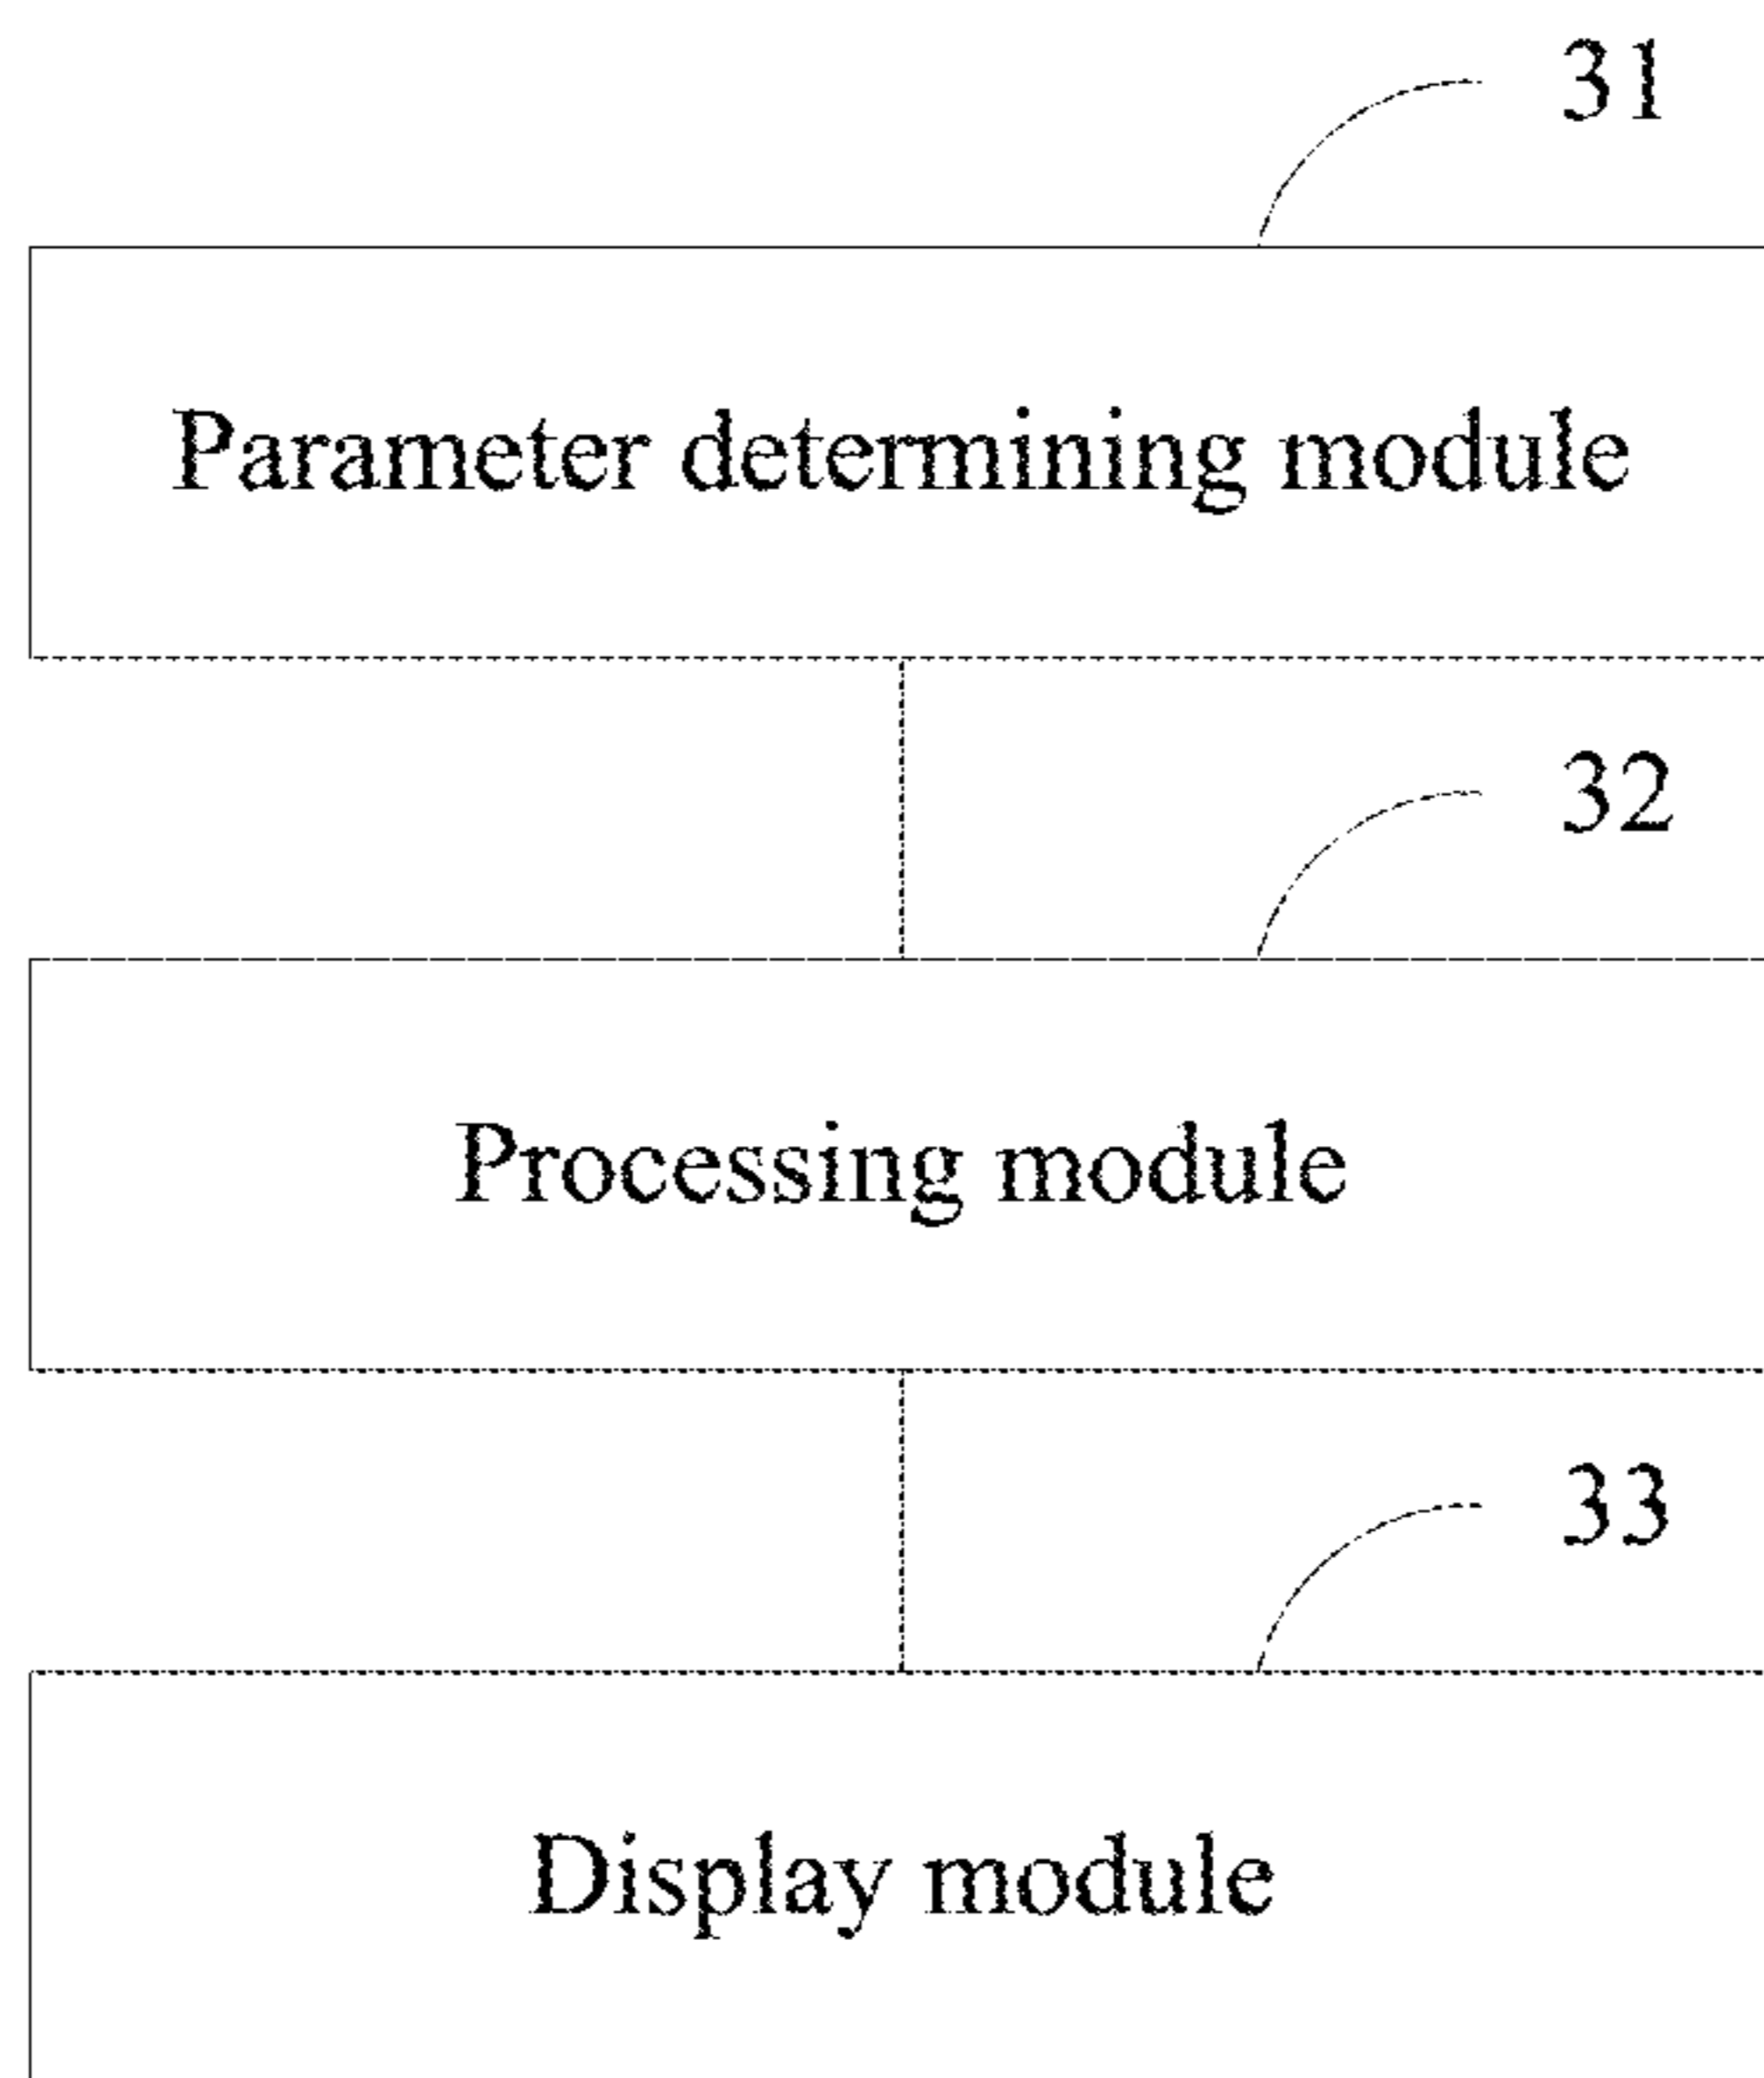 31
Parameter determining module
32
Processing module
33
Display module